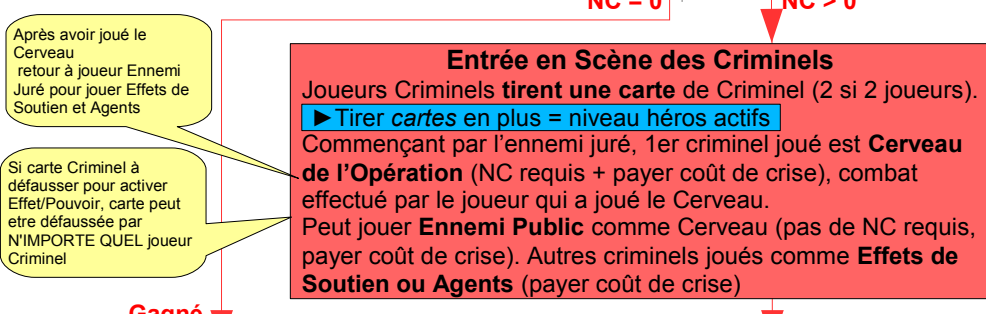 NC = 0
NC > 0
Après avoir joué le
Cerveau
retour à joueur Ennemi
Juré pour jouer Effets de
Soutien et Agents
Entrée en Scène des Criminels
Joueurs Criminels tirent une carte de Criminel (2 si 2 joueurs).
►Tirer cartes en plus = niveau héros actifs
Commençant par l'ennemi juré, 1er criminel joué est Cerveau
de l'Opération (NC requis + payer coût de crise), combat
effectué par le joueur qui a joué le Cerveau.
Peut jouer Ennemi Public comme Cerveau (pas de NC requis,
payer coût de crise). Autres criminels joués comme Effets de
Soutien ou Agents (payer coût de crise)
Si carte Criminel à
défausser pour activer
Effet/Pouvoir, carte peut
etre défaussée par
N'IMPORTE QUEL joueur
Criminel
Gagné